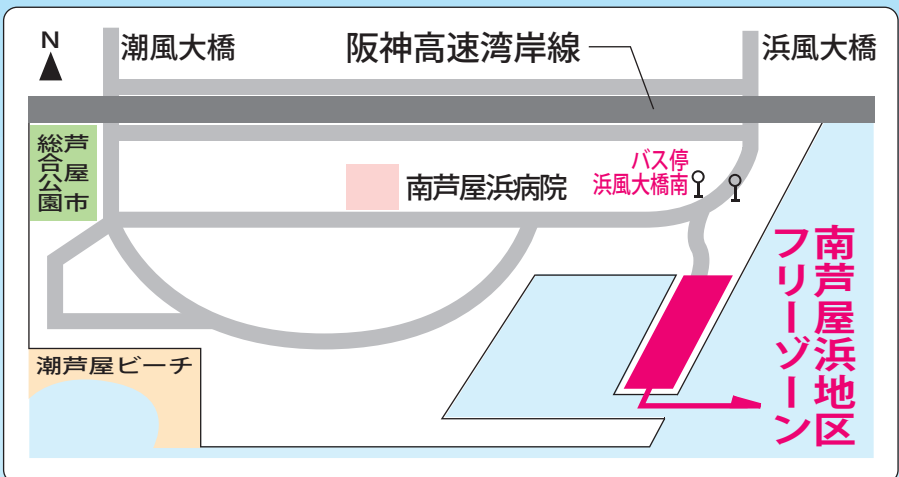 N
潮風大橋
阪神高速湾岸線
浜風大橋
芦屋市
総合公園
南芦屋浜病院
バス停
浜風大橋南
南芦屋浜地区
フリーゾーン
潮芦屋ビーチ